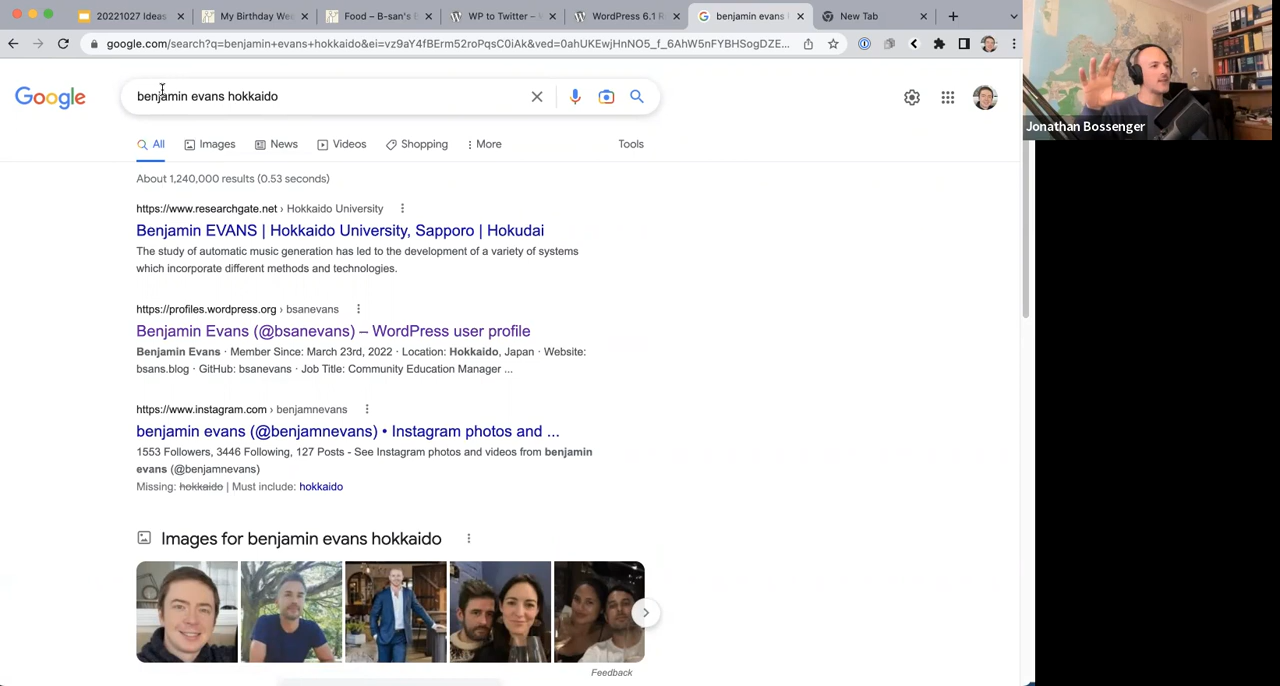 20221027 Ideas
My Birthday We
Food – B-san's
WP to Twitter –
WordPress 6.1 R
benjamin evans
New Tab
google.com/search?q=benjamin+evans+hokkaido&ei=vz9aY4fBErm52roPqsC0iAk&ved=0ahUKEwjHnNO5_f_6AhW5nFYBHSogDZE...
Google
benjamin evans hokkaido
Jonathan Bossenger
All Images News Videos Shopping More Tools
About 1,240,000 results (0.53 seconds)
https://www.researchgate.net › Hokkaido University
Benjamin EVANS | Hokkaido University, Sapporo | Hokudai
The study of automatic music generation has led to the development of a variety of systems
which incorporate different methods and technologies.
https://profiles.wordpress.org › bsanevans
Benjamin Evans (@bsanevans) – WordPress user profile
Benjamin Evans · Member Since: March 23rd, 2022 · Location: Hokkaido, Japan · Website:
bsans.blog · GitHub: bsanevans · Job Title: Community Education Manager ...
https://www.instagram.com › benjamnevans
benjamin evans (@benjamnevans) • Instagram photos and ...
1553 Followers, 3446 Following, 127 Posts - See Instagram photos and videos from benjamin
evans (@benjamnevans)
Missing: hokkaido | Must include: hokkaido
Images for benjamin evans hokkaido
Feedback